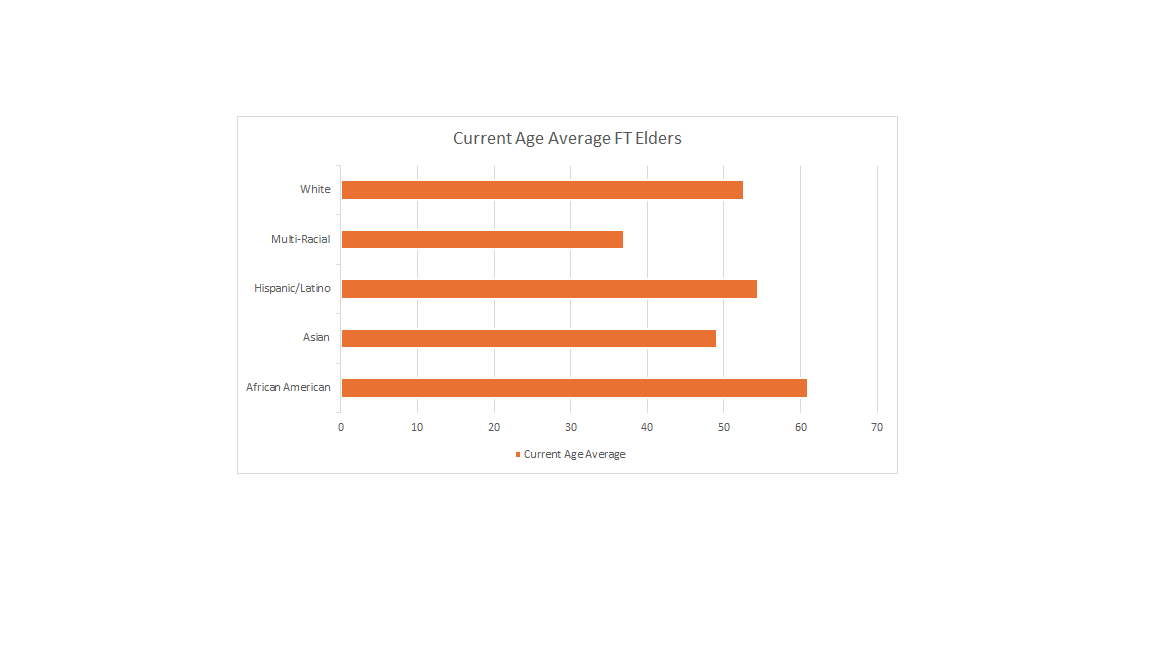 Current Age Average FT Elders
White
Multi-Racial
Hispanic/Latino
Asian
African American
0 10 20 30 40 50 60 70
Current Age Average